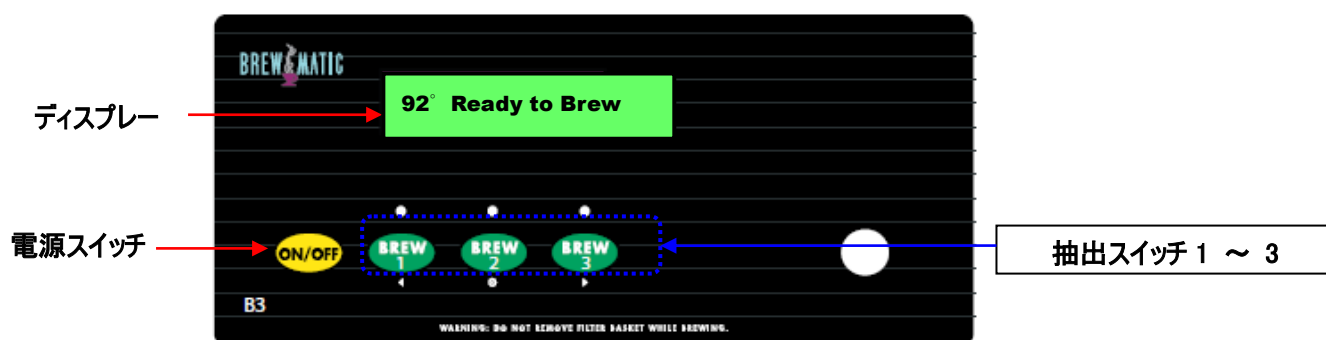 BREW MATIC
92° Ready to Brew
ディスプレー
電源スイッチ
ON/OFF
BREW 1
BREW 2
BREW 3
抽出スイッチ 1 ～ 3
B3
WARNING: DO NOT REMOVE FILTER BASKET WHILE BREWING.